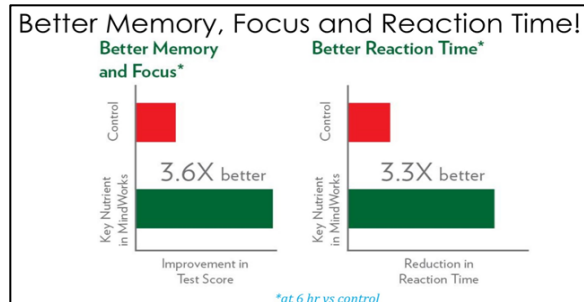 Better Memory, Focus and Reaction Time!
Better Memory
and Focus*
Control
3.6X better
Key Nutrient
in MindWorks
Improvement in
Test Score
Better Reaction Time*
Control
3.3X better
Key Nutrient
in MindWorks
Reduction in
Reaction Time
*at 6 hr vs control